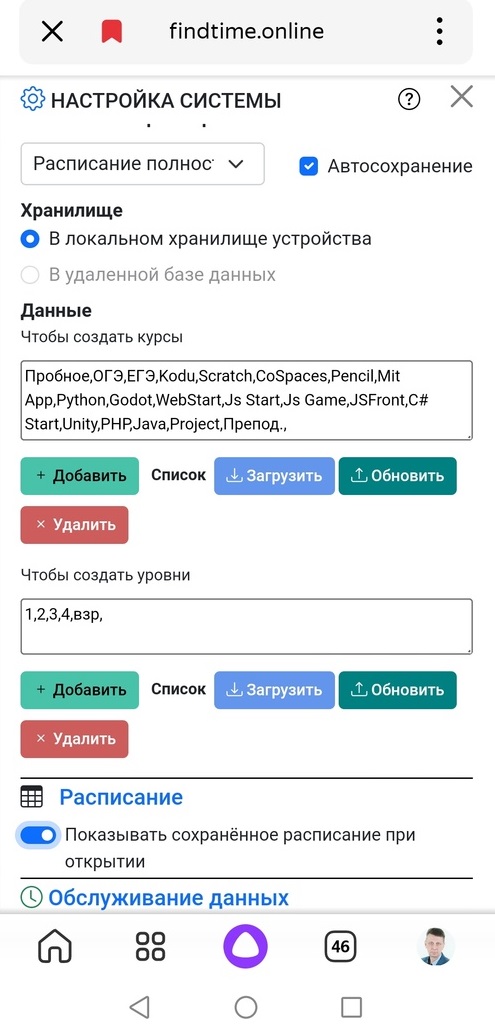 findtime.online
НАСТРОЙКА СИСТЕМЫ
?
Расписание полнос
Автосохранение
Хранилище
В локальном хранилище устройства
В удаленной базе данных
Данные
Чтобы создать курсы
Пробное,ОГЭ,ЕГЭ,Kodu,Scratch,CoSpaces,Pencil,Mit
App,Python,Godot,WebStart,Js Start,Js Game,JSFront,C#
Start,Unity,PHP,Java,Project,Препод.,
+ Добавить Список Загрузить Обновить
× Удалить
Чтобы создать уровни
1,2,3,4,взр,
+ Добавить Список Загрузить Обновить
× Удалить
Расписание
Показывать сохранённое расписание при
открытии
Обслуживание данных
46